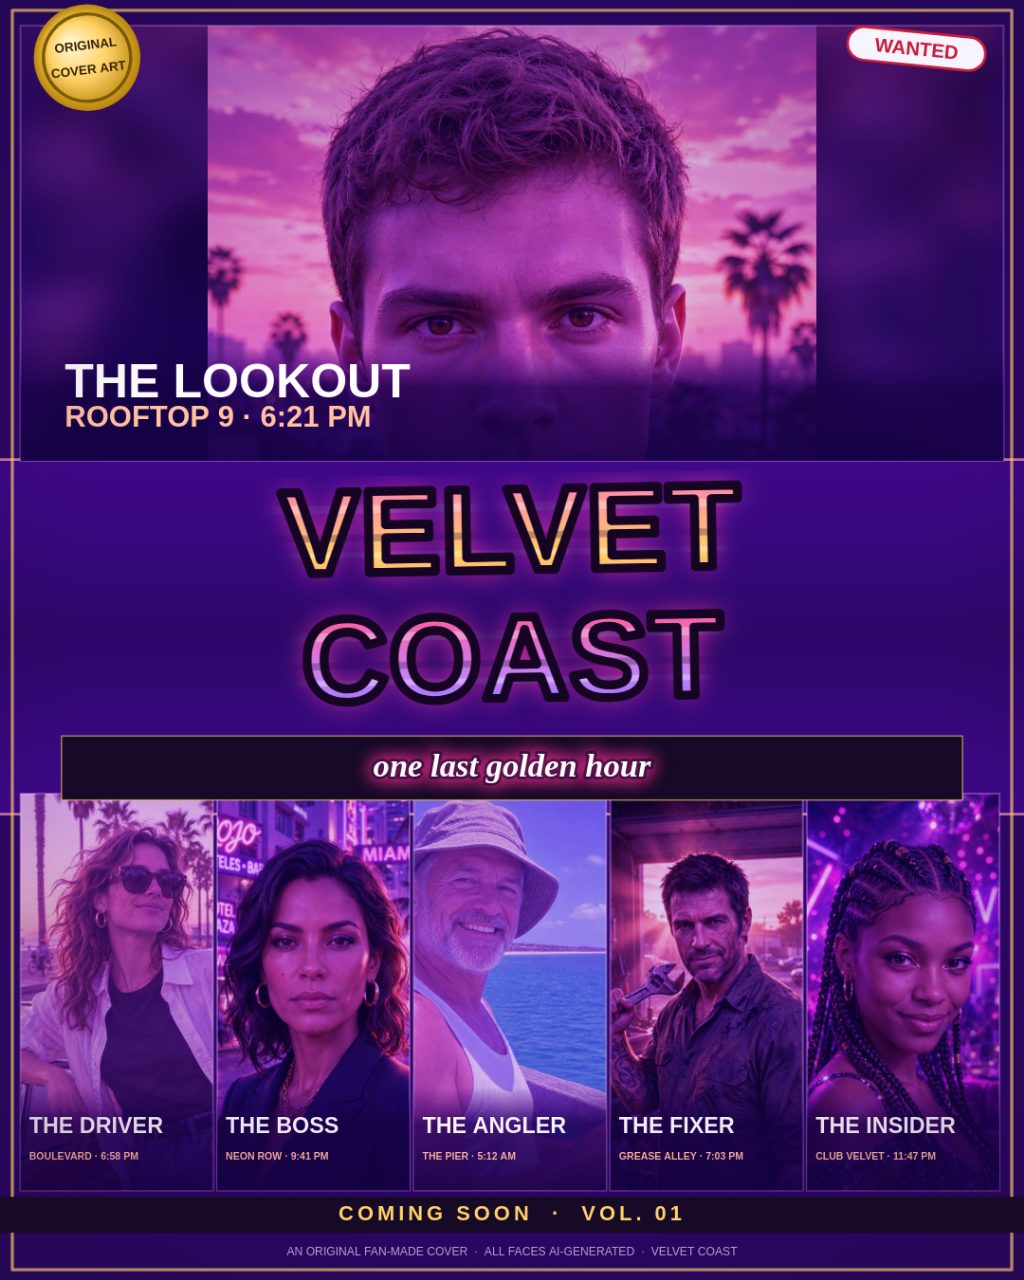 ORIGINAL
COVER ART
WANTED
THE LOOKOUT
ROOFTOP 9 · 6:21 PM
VELVET
COAST
one last golden hour
MIAM
THE DRIVER
BOULEVARD · 6:58 PM
THE BOSS
NEON ROW · 9:41 PM
THE ANGLER
THE PIER · 5:12 AM
THE FIXER
GREASE ALLEY · 7:03 PM
THE INSIDER
CLUB VELVET · 11:47 PM
COMING SOON · VOL. 01
AN ORIGINAL FAN-MADE COVER · ALL FACES AI-GENERATED · VELVET COAST